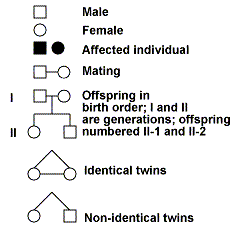 Male
Female
Affected individual
Mating
I
Offspring in
birth order; I and II
are generations; offspring
II
numbered II-1 and II-2
Identical twins
Non-identical twins